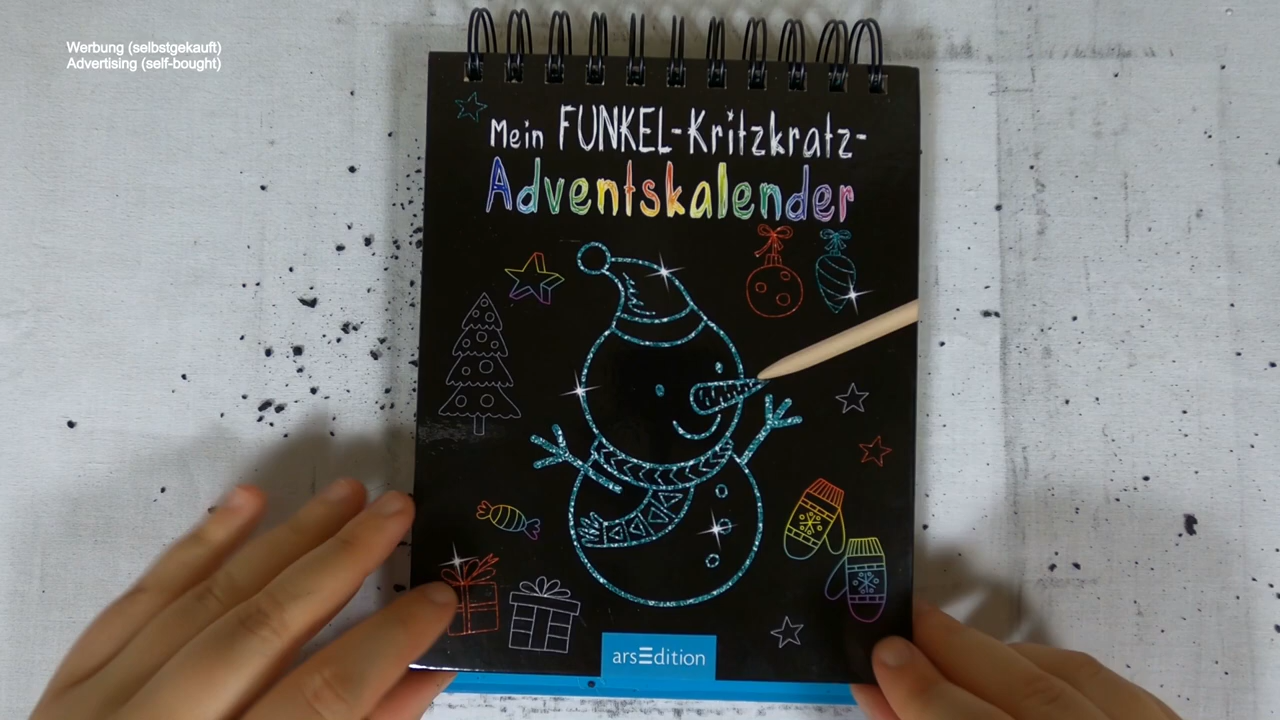 Werbung (selbstgekauft)
Advertising (self-bought)
Mein FUNKEL-Kritzkratz-
Adventskalender
arsEdition